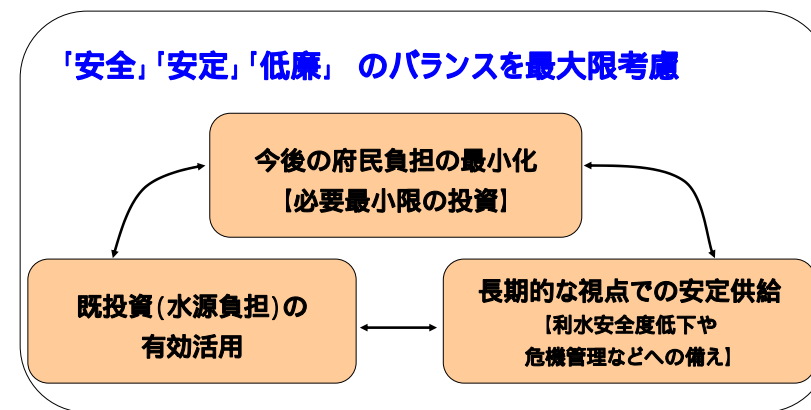 「安全」「安定」「低廉」 のバランスを最大限考慮
今後の府民負担の最小化
【必要最小限の投資】
既投資(水源負担)の
有効活用
長期的な視点での安定供給
【利水安全度低下や
危機管理などへの備え】